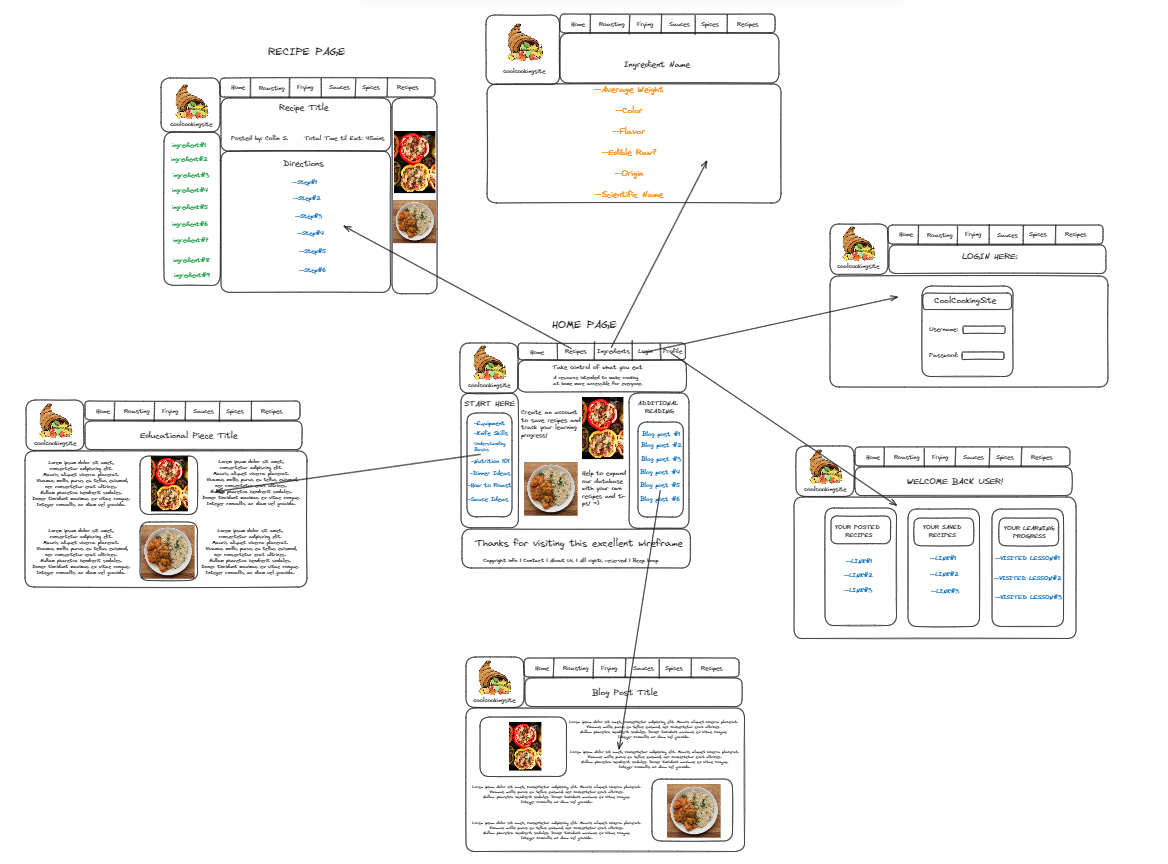 Home Roasting Frying Sauces Spices Recipes
coolcookingsite
Ingredient Name
--Average Weight
--Color
--Flavor
--Edible Raw?
--Origin
--Scientific Name
RECIPE PAGE
Home Roasting Frying Sauces Spices Recipes
coolcookingsite
Recipe Title
Posted by: Collin S. Total Time til Eat: 45mins
ingredient#1
ingredient#2
ingredient#3
ingredient#4
ingredient#5
ingredient#6
ingredient#7
ingredient#8
ingredient#9
Directions
--Step#1
--Step#2
--Step#3
--Step#4
--Step#5
--Step#6
Home Roasting Frying Sauces Spices Recipes
coolcookingsite
LOGIN HERE:
CoolCookingSite
Username:
Password:
HOME PAGE
Home Recipes Ingredients Login Profile
coolcookingsite
Take control of what you eat
A resource intended to make cooking
at home more accessible for everyone.
START HERE
-Equipment
-Knife Skills
Understanding
Basics
-Nutrition 101
-Dinner Ideas
-How to Roast
-Sauce Ideas
Create an account
to save recipes and
track your learning
progress!
Help to expand
our database
with your own
recipes and ti-
ps! =)
ADDITIONAL
READING
Blog post #1
Blog post #2
Blog post #3
Blog post #4
Blog post #5
Blog post #6
Thanks for visiting this excellent wireframe
Copyright info | Contact | About Us | All rights reserved | Beep boop
Home Roasting Frying Sauces Spices Recipes
coolcookingsite
Educational Piece Title
Lorem ipsum dolor sit amet,
consectetur adipiscing elit.
Mauris aliquet viverra placerat.
Vivamus mollis purus eu tellus euismod,
nec consectetur erat ultrices.
Nullam pharetra hendrerit sodales.
Donec tincidunt maximus ex vitae congue.
Integer convallis ac diam vel gravida.
Lorem ipsum dolor sit amet,
consectetur adipiscing elit.
Mauris aliquet viverra placerat.
Vivamus mollis purus eu tellus euismod,
nec consectetur erat ultrices.
Nullam pharetra hendrerit sodales.
Donec tincidunt maximus ex vitae congue.
Integer convallis ac diam vel gravida.
Lorem ipsum dolor sit amet,
consectetur adipiscing elit.
Mauris aliquet viverra placerat.
Vivamus mollis purus eu tellus euismod,
nec consectetur erat ultrices.
Nullam pharetra hendrerit sodales.
Donec tincidunt maximus ex vitae congue.
Integer convallis ac diam vel gravida.
Lorem ipsum dolor sit amet,
consectetur adipiscing elit.
Mauris aliquet viverra placerat.
Vivamus mollis purus eu tellus euismod,
nec consectetur erat ultrices.
Nullam pharetra hendrerit sodales.
Donec tincidunt maximus ex vitae congue.
Integer convallis ac diam vel gravida.
Home Roasting Frying Sauces Spices Recipes
coolcookingsite
WELCOME BACK USER!
YOUR POSTED
RECIPES
--LINK#1
--LINK#2
--LINK#3
YOUR SAVED
RECIPES
--LINK#1
--LINK#2
--LINK#3
YOUR LEARNING
PROGRESS
--VISITED LESSON#1
--VISITED LESSON#2
--VISITED LESSON#3
Home Roasting Frying Sauces Spices Recipes
coolcookingsite
Blog Post Title
Lorem ipsum dolor sit amet, consectetur adipiscing elit. Mauris aliquet viverra placerat.
Vivamus mollis purus eu tellus euismod, nec consectetur erat ultrices.
Nullam pharetra hendrerit sodales. Donec tincidunt maximus ex vitae congue.
Integer convallis ac diam vel gravida.
Lorem ipsum dolor sit amet, consectetur adipiscing elit. Mauris aliquet viverra placerat.
Vivamus mollis purus eu tellus euismod, nec consectetur erat ultrices.
Nullam pharetra hendrerit sodales. Donec tincidunt maximus ex vitae congue.
Integer convallis ac diam vel gravida.
Lorem ipsum dolor sit amet, consectetur adipiscing elit. Mauris aliquet viverra placerat.
Vivamus mollis purus eu tellus euismod, nec consectetur erat ultrices.
Nullam pharetra hendrerit sodales. Donec tincidunt maximus ex vitae congue.
Integer convallis ac diam vel gravida.
Lorem ipsum dolor sit amet, consectetur adipiscing elit. Mauris aliquet viverra placerat.
Vivamus mollis purus eu tellus euismod, nec consectetur erat ultrices.
Nullam pharetra hendrerit sodales. Donec tincidunt maximus ex vitae congue.
Integer convallis ac diam vel gravida.